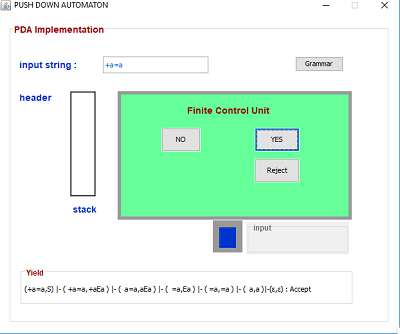 PUSH DOWN AUTOMATON
PDA Implementation
input string :
+a=a
Grammar
header
Finite Control Unit
NO
YES
Reject
stack
input
Yield
(+a=a,S) |- ( +a=a,+aEa ) |- ( a=a,aEa ) |- ( =a,Ea ) |- ( =a,=a ) |- ( a,a )|-(ε,ε) : Accept